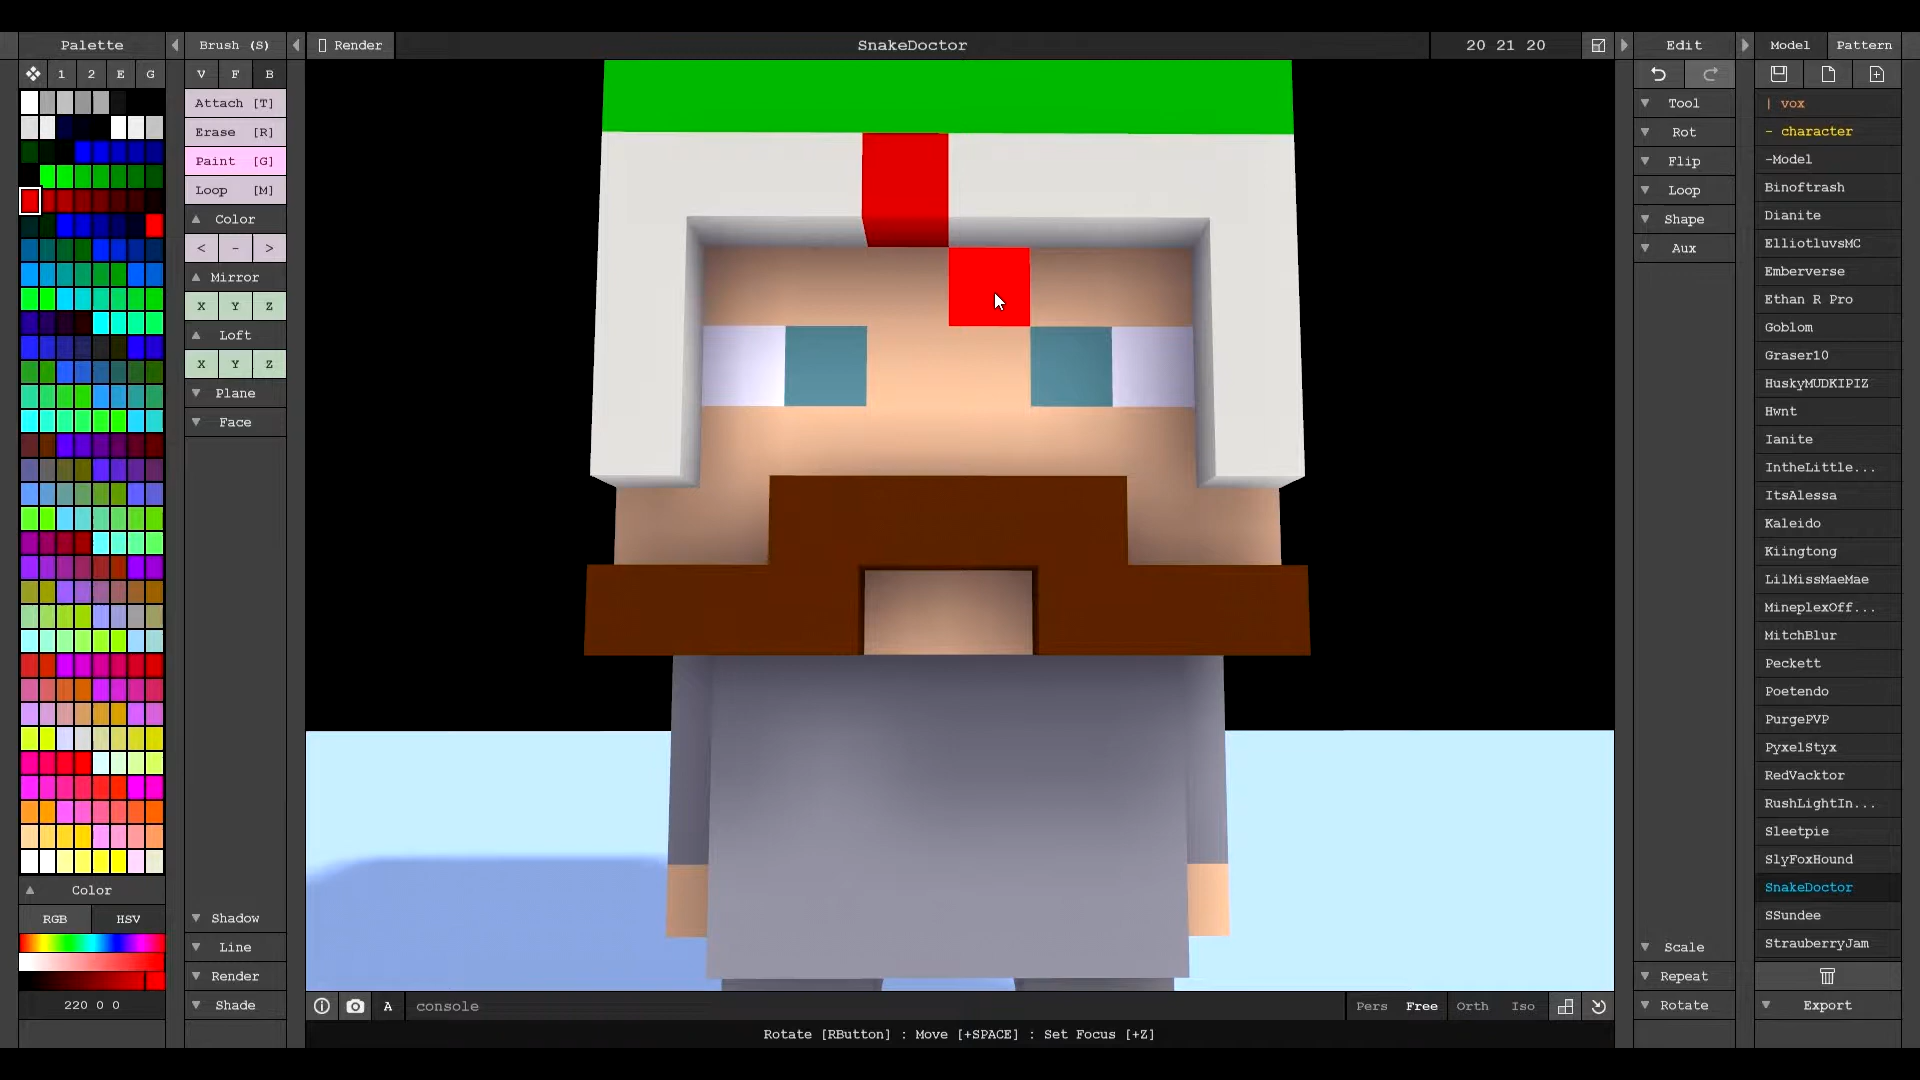 Palette
Brush (S)
Render
SnakeDoctor
20 21 20
Edit
Model
Pattern
1
2
E
G
V
F
B
Attach [T]
Erase [R]
Paint [G]
Loop [M]
Color
<
-
>
Mirror
X
Y
Z
Loft
X
Y
Z
Plane
Face
Shadow
Line
Render
Shade
Color
RGB
HSV
220 0 0
A
console
Pers
Free
Orth
Iso
Rotate [RButton] : Move [+SPACE] : Set Focus [+Z]
Tool
Rot
Flip
Loop
Shape
Aux
Scale
Repeat
Rotate
| vox
- character
-Model
Binoftrash
Dianite
ElliotluvsMC
Emberverse
Ethan R Pro
Goblom
Graser10
HuskyMUDKIPIZ
Hwnt
Ianite
IntheLittle...
ItsAlessa
Kaleido
Kiingtong
LilMissMaeMae
MineplexOff...
MitchBlur
Peckett
Poetendo
PurgePVP
PyxelStyx
RedVacktor
RushLightIn...
Sleetpie
SlyFoxHound
SnakeDoctor
SSundee
StrauberryJam
Export